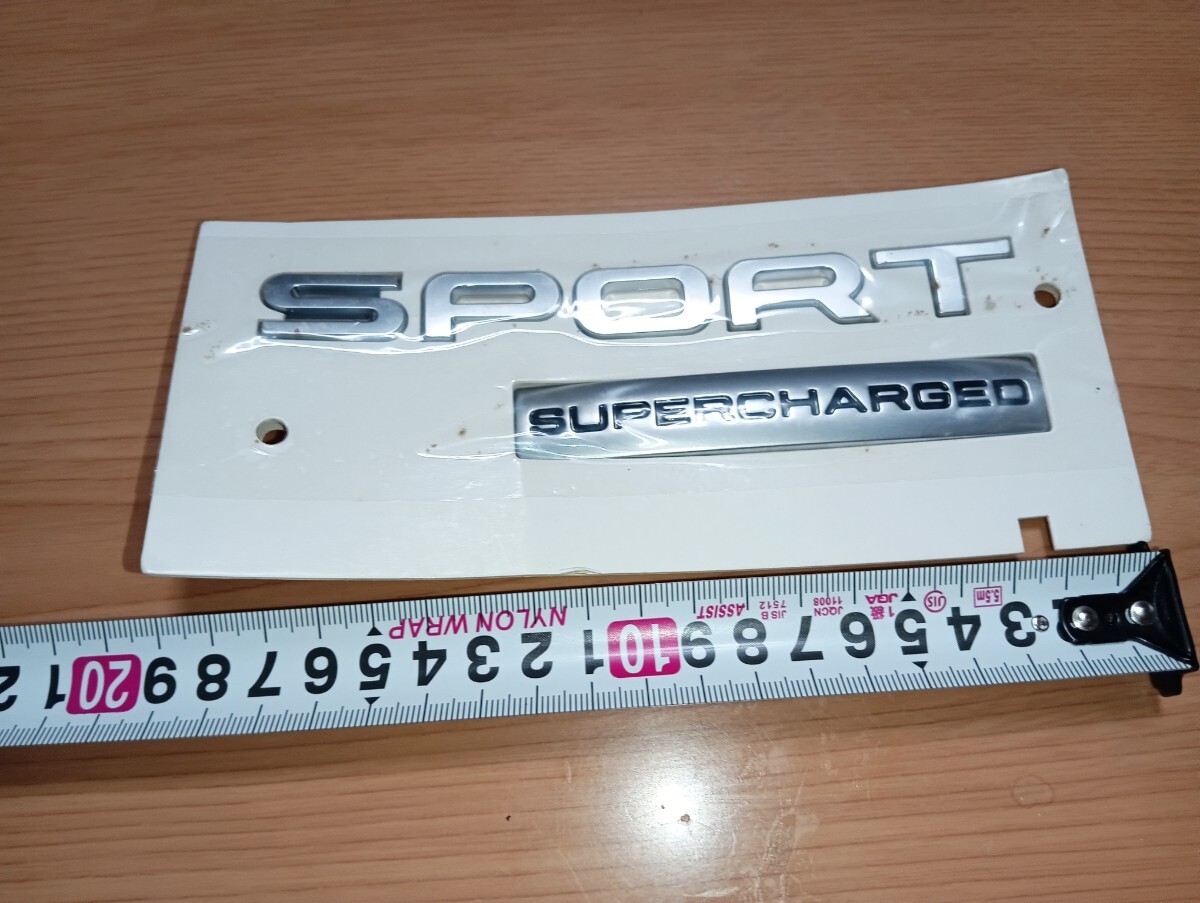 SPORT
SUPERCHARGED
NYLON WRAP
ASSIST
JIS B
7512
JQCN
11008
1級
JGA
JIS
5.5m
2 1 20 9 8 7 6 5 4 3 2 1 10 9 8 7 6 5 4 3